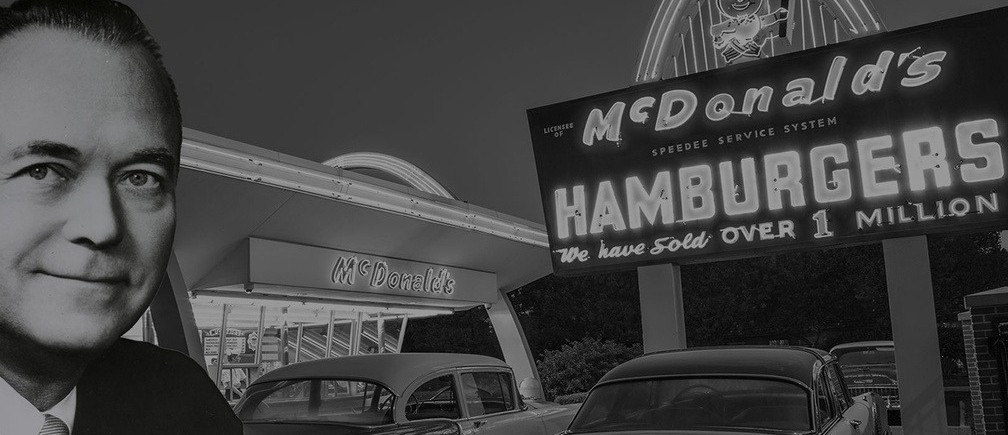 LICENSEE
OF
McDonald's
SPEEDEE SERVICE SYSTEM
HAMBURGERS
We have Sold OVER 1 MILLION
McDonald's